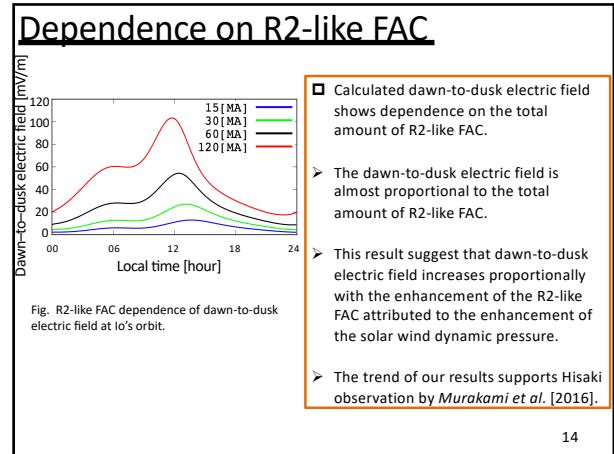 Dependence on R2-like FAC
Dawn–to–dusk electric field [mV/m]
120
100
80
60
40
20
0
15[MA]
30[MA]
60[MA]
120[MA]
00 06 12 18 24
Local time [hour]
Fig. R2-like FAC dependence of dawn-to-dusk
electric field at Io's orbit.
Calculated dawn-to-dusk electric field
shows dependence on the total
amount of R2-like FAC.
The dawn-to-dusk electric field is
almost proportional to the total
amount of R2-like FAC.
This result suggest that dawn-to-dusk
electric field increases proportionally
with the enhancement of the R2-like
FAC attributed to the enhancement of
the solar wind dynamic pressure.
The trend of our results supports Hisaki
observation by Murakami et al. [2016].
14